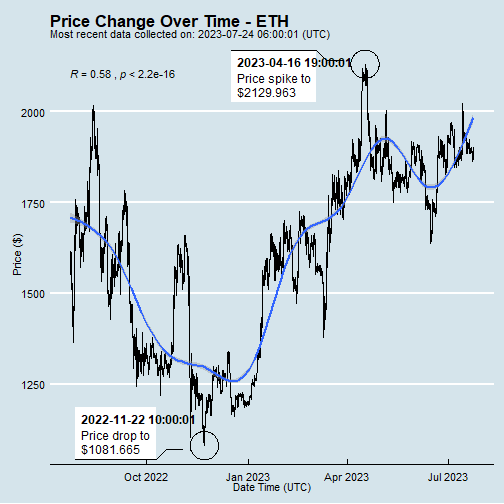 Price Change Over Time - ETH
Most recent data collected on: 2023-07-24 06:00:01 (UTC)
2023-04-16 19:00:01
Price spike to
$2129.963
R = 0.58 , p < 2.2e-16
2000
1750
1500
1250
Price ($)
2022-11-22 10:00:01
Price drop to
$1081.665
Oct 2022
Jan 2023
Apr 2023
Jul 2023
Date Time (UTC)